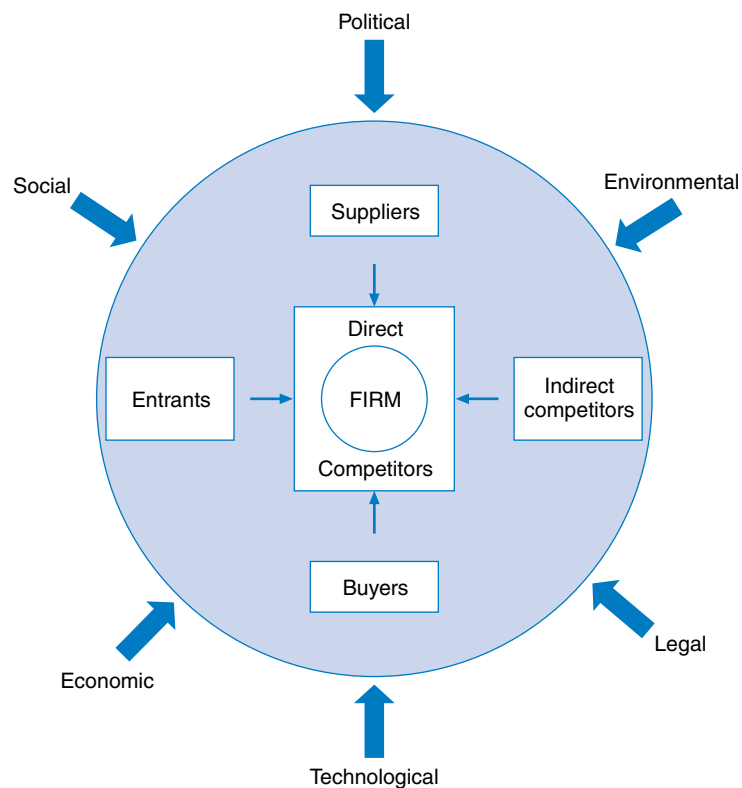 Political
Social
Environmental
Suppliers
Direct
Entrants
FIRM
Indirect
competitors
Competitors
Buyers
Legal
Economic
Technological